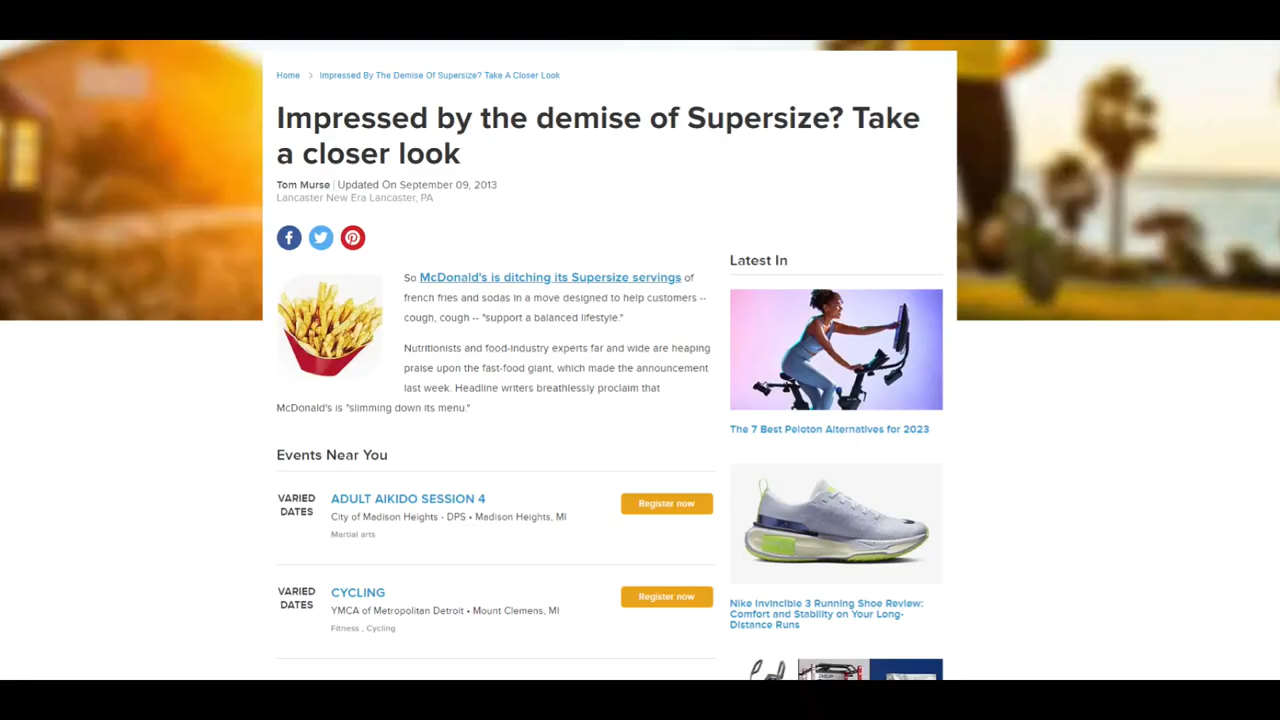 Home > Impressed By The Demise Of Supersize? Take A Closer Look
Impressed by the demise of Supersize? Take
a closer look
Tom Murse | Updated On September 09, 2013
Lancaster New Era Lancaster, PA
So McDonald's is ditching its Supersize servings of
french fries and sodas in a move designed to help customers --
cough, cough -- "support a balanced lifestyle."
Nutritionists and food-industry experts far and wide are heaping
praise upon the fast-food giant, which made the announcement
last week. Headline writers breathlessly proclaim that
McDonald's is "slimming down its menu."
Events Near You
VARIED
DATES
ADULT AIKIDO SESSION 4
City of Madison Heights - DPS • Madison Heights, MI
Martial arts
Register now
VARIED
DATES
CYCLING
YMCA of Metropolitan Detroit • Mount Clemens, MI
Fitness , Cycling
Register now
Latest In
The 7 Best Peloton Alternatives for 2023
Nike Invincible 3 Running Shoe Review:
Comfort and Stability on Your Long-
Distance Runs